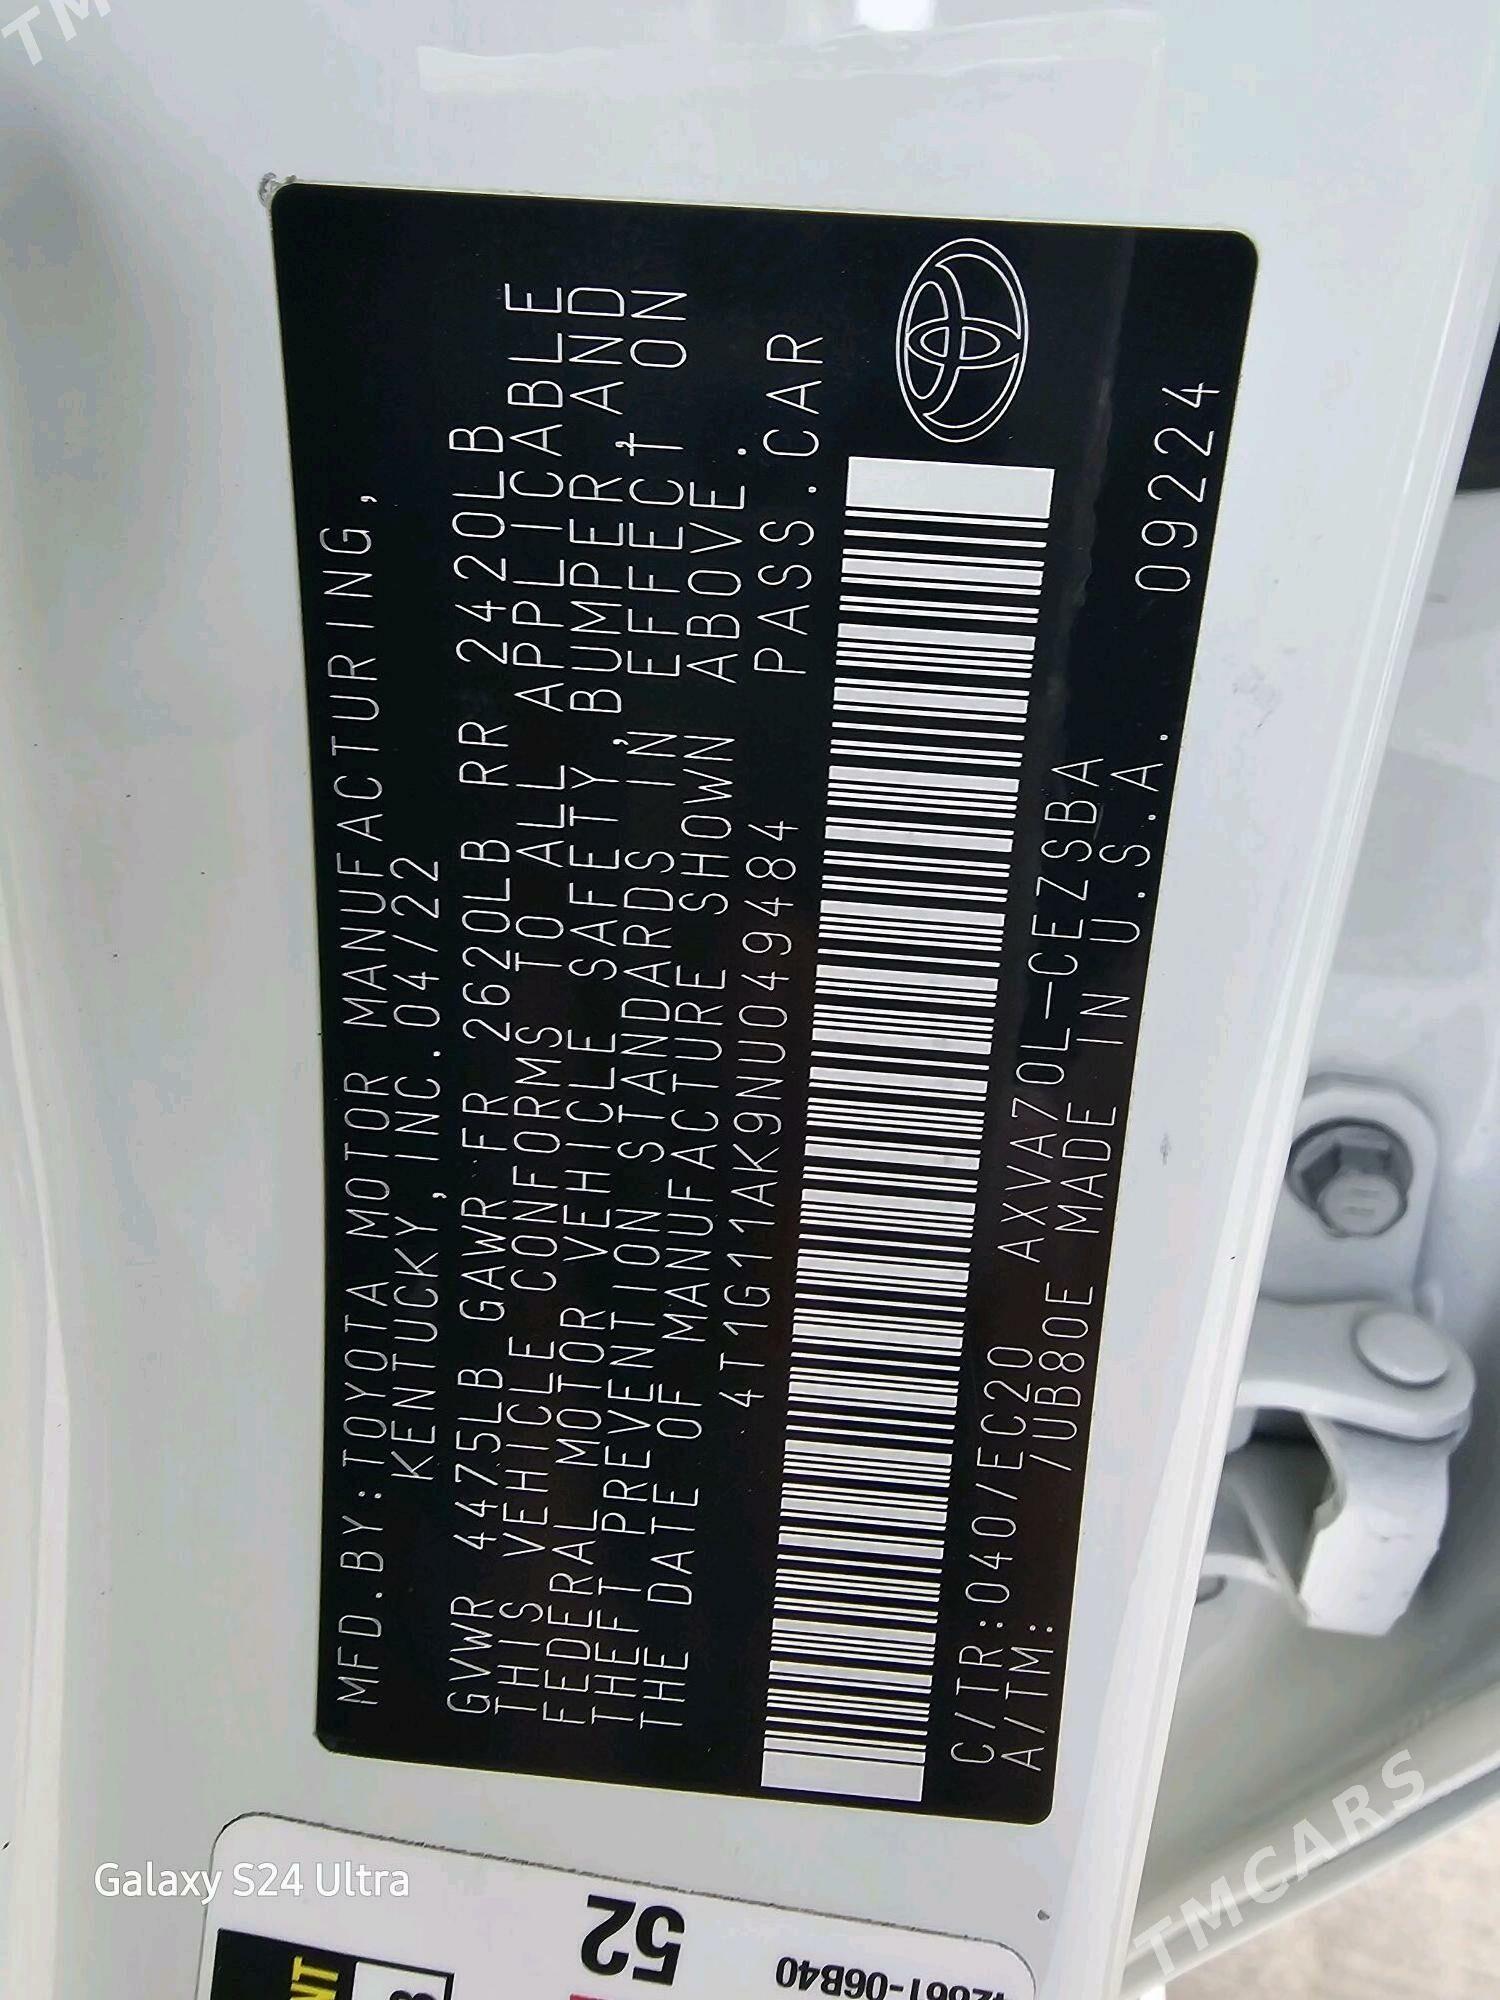 MFD.BY:TOYOTA MOTOR MANUFACTURING,
KENTUCKY, INC. 04/22
GVWR 4475LB GAWR FR 2620LB RR 2420LB
THIS VEHICLE CONFORMS TO ALL APPLICABLE
FEDERAL MOTOR VEHICLE SAFETY,BUMPER,AND
THEFT PREVENTION STANDARDS IN EFFECT ON
THE DATE OF MANUFACTURE SHOWN ABOVE.
4T1G11AK9NU049484 PASS.CAR
C/TR:040/EC20 AXVA70L-CEZSBA
A/TM: /UB80E MADE IN U.S.A. 09224
52
Galaxy S24 Ultra
TMCARS